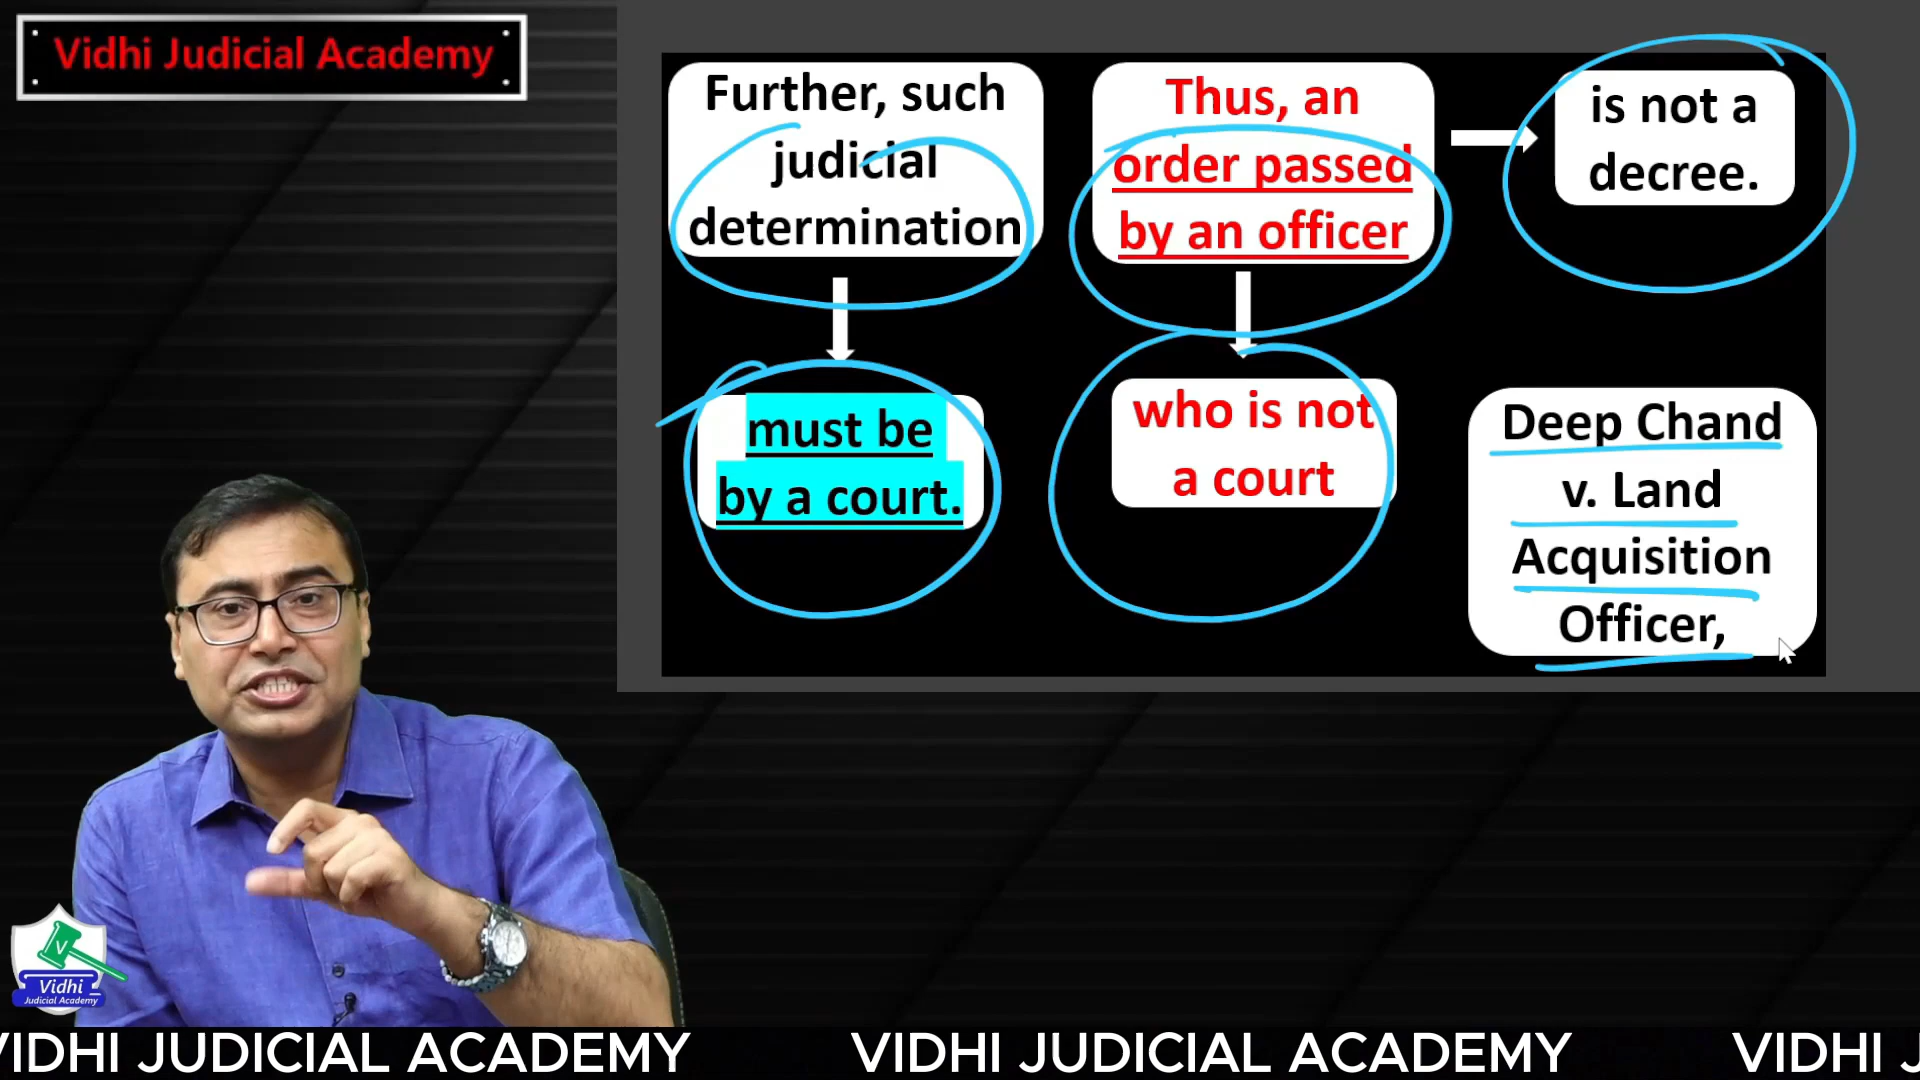 Vidhi Judicial Academy
Further, such
judicial
determination
must be
by a court.
Thus, an
order passed
by an officer
who is not
a court
is not a
decree.
Deep Chand
v. Land
Acquisition
Officer,
V
Vidhi
Judicial Academy
VIDHI JUDICIAL ACADEMY VIDHI JUDICIAL ACADEMY VIDHI J